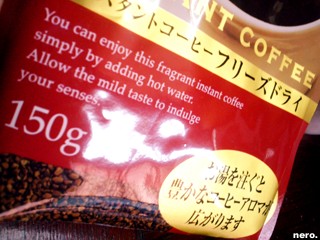 NT COFFEE
スタントコーヒーフリーズドライ
You can enjoy this fragrant instant coffee
simply by adding hot water.
Allow the mild taste to indulge
your senses.
150g
お湯を注ぐと
豊かなコーヒーアロマが
広がります
nero.